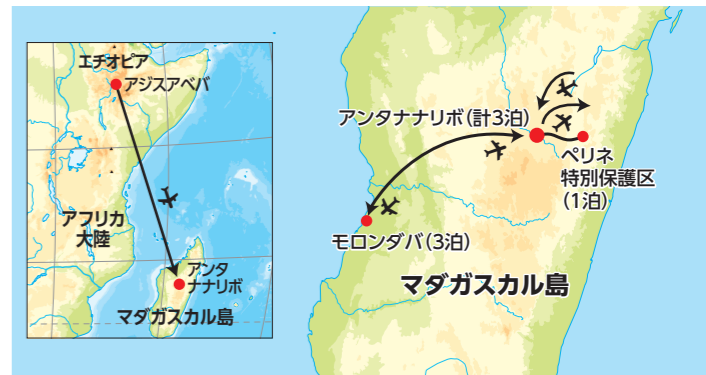 エチオピア
アジスアベバ
アフリカ
大陸
アンタ
ナナリボ
マダガスカル島
アンタナナリボ(計3泊)
ペリネ
特別保護区
(1泊)
モロンダバ(3泊)
マダガスカル島